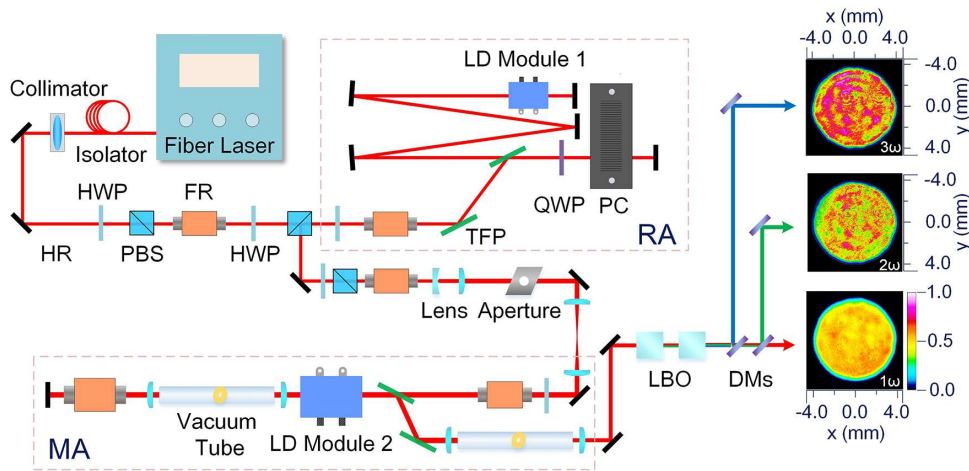 x (mm)
-4.0 0.0 4.0
LD Module 1
-4.0
Collimator
0.0
y (mm)
Isolator
Fiber Laser
4.0
3ω
HWP
FR
QWP
PC
-4.0
0.0
y (mm)
TFP
HR
PBS
HWP
RA
4.0
2ω
Lens
Aperture
1.0
0.5
LBO
DMs
1ω
0.0
Vacuum
Tube
LD Module 2
MA
-4.0 0.0 4.0
x (mm)